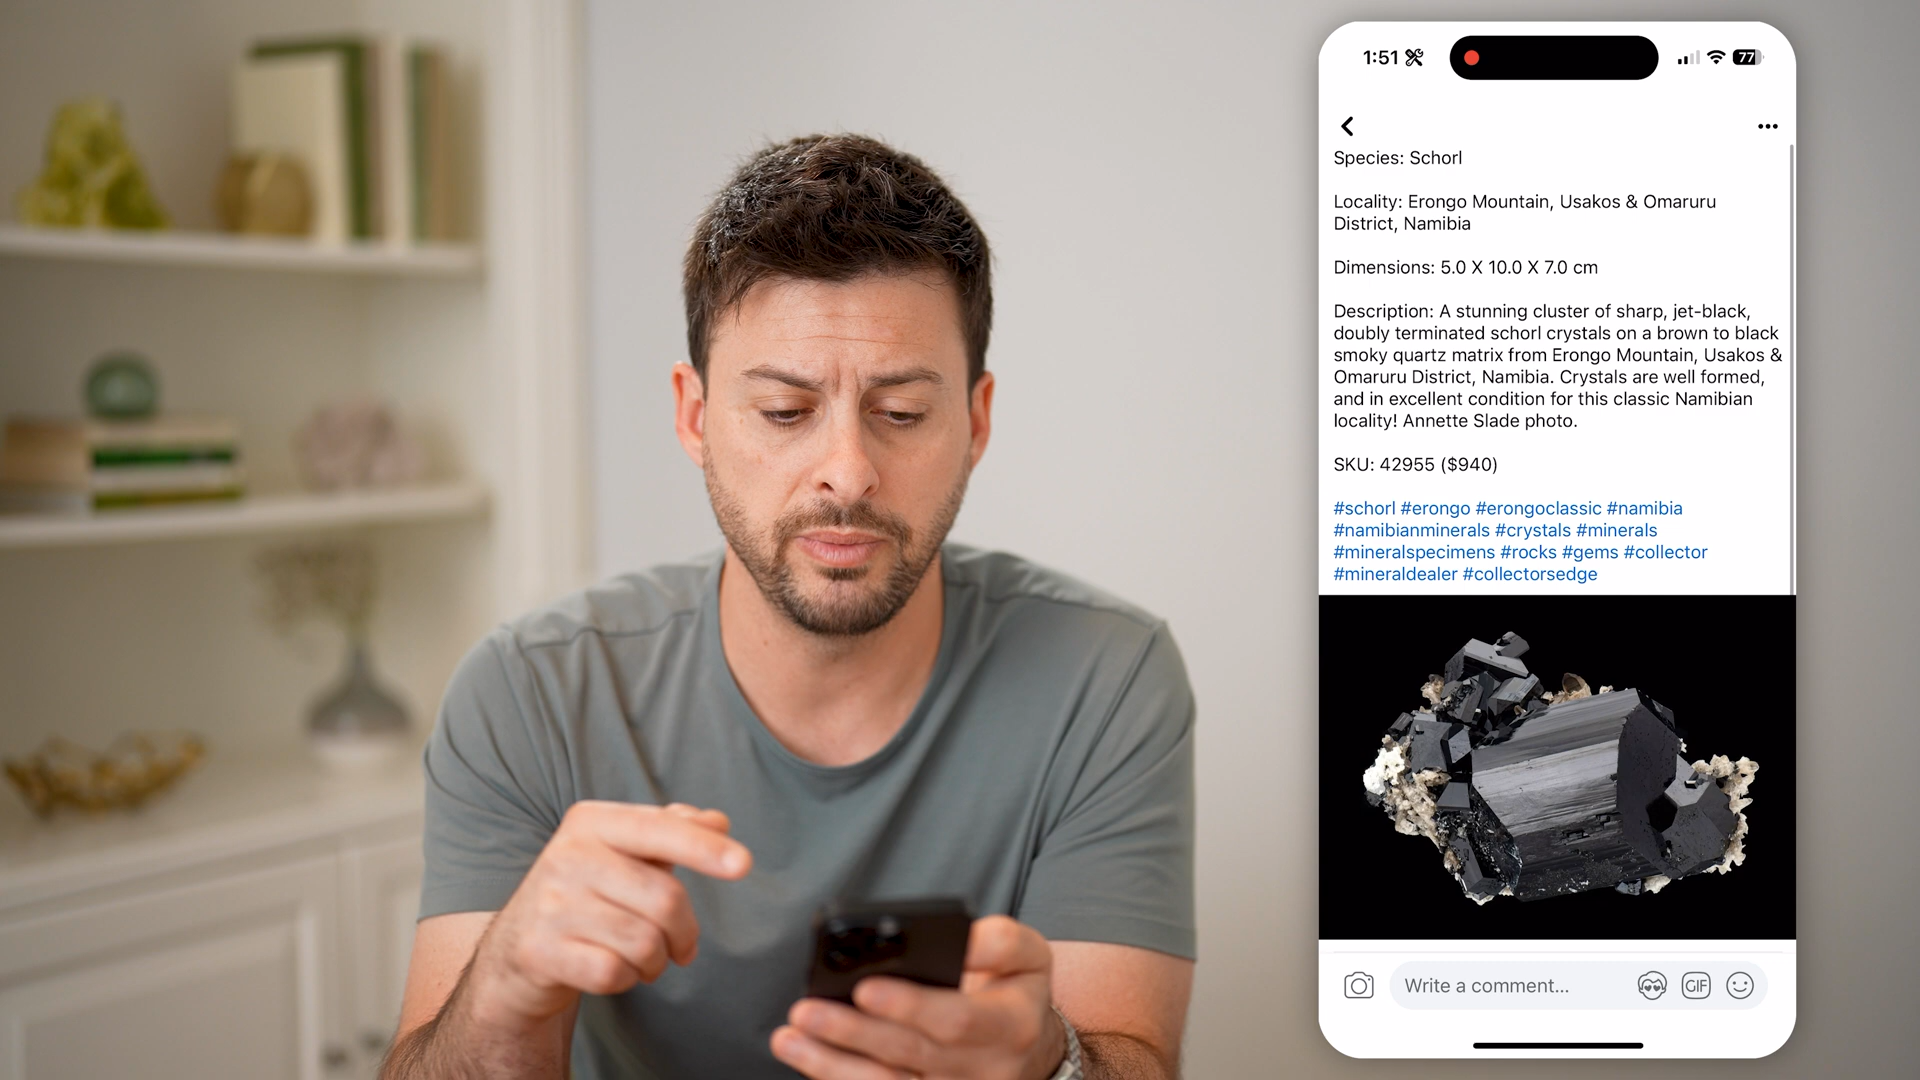 1:51
77
Species: Schorl
Locality: Erongo Mountain, Usakos & Omaruru
District, Namibia
Dimensions: 5.0 X 10.0 X 7.0 cm
Description: A stunning cluster of sharp, jet-black,
doubly terminated schorl crystals on a brown to black
smoky quartz matrix from Erongo Mountain, Usakos &
Omaruru District, Namibia. Crystals are well formed,
and in excellent condition for this classic Namibian
locality! Annette Slade photo.
SKU: 42955 ($940)
#schorl #erongo #erongoclassic #namibia
#namibianminerals #crystals #minerals
#mineralspecimens #rocks #gems #collector
#mineraldealer #collectorsedge
Write a comment...
GIF